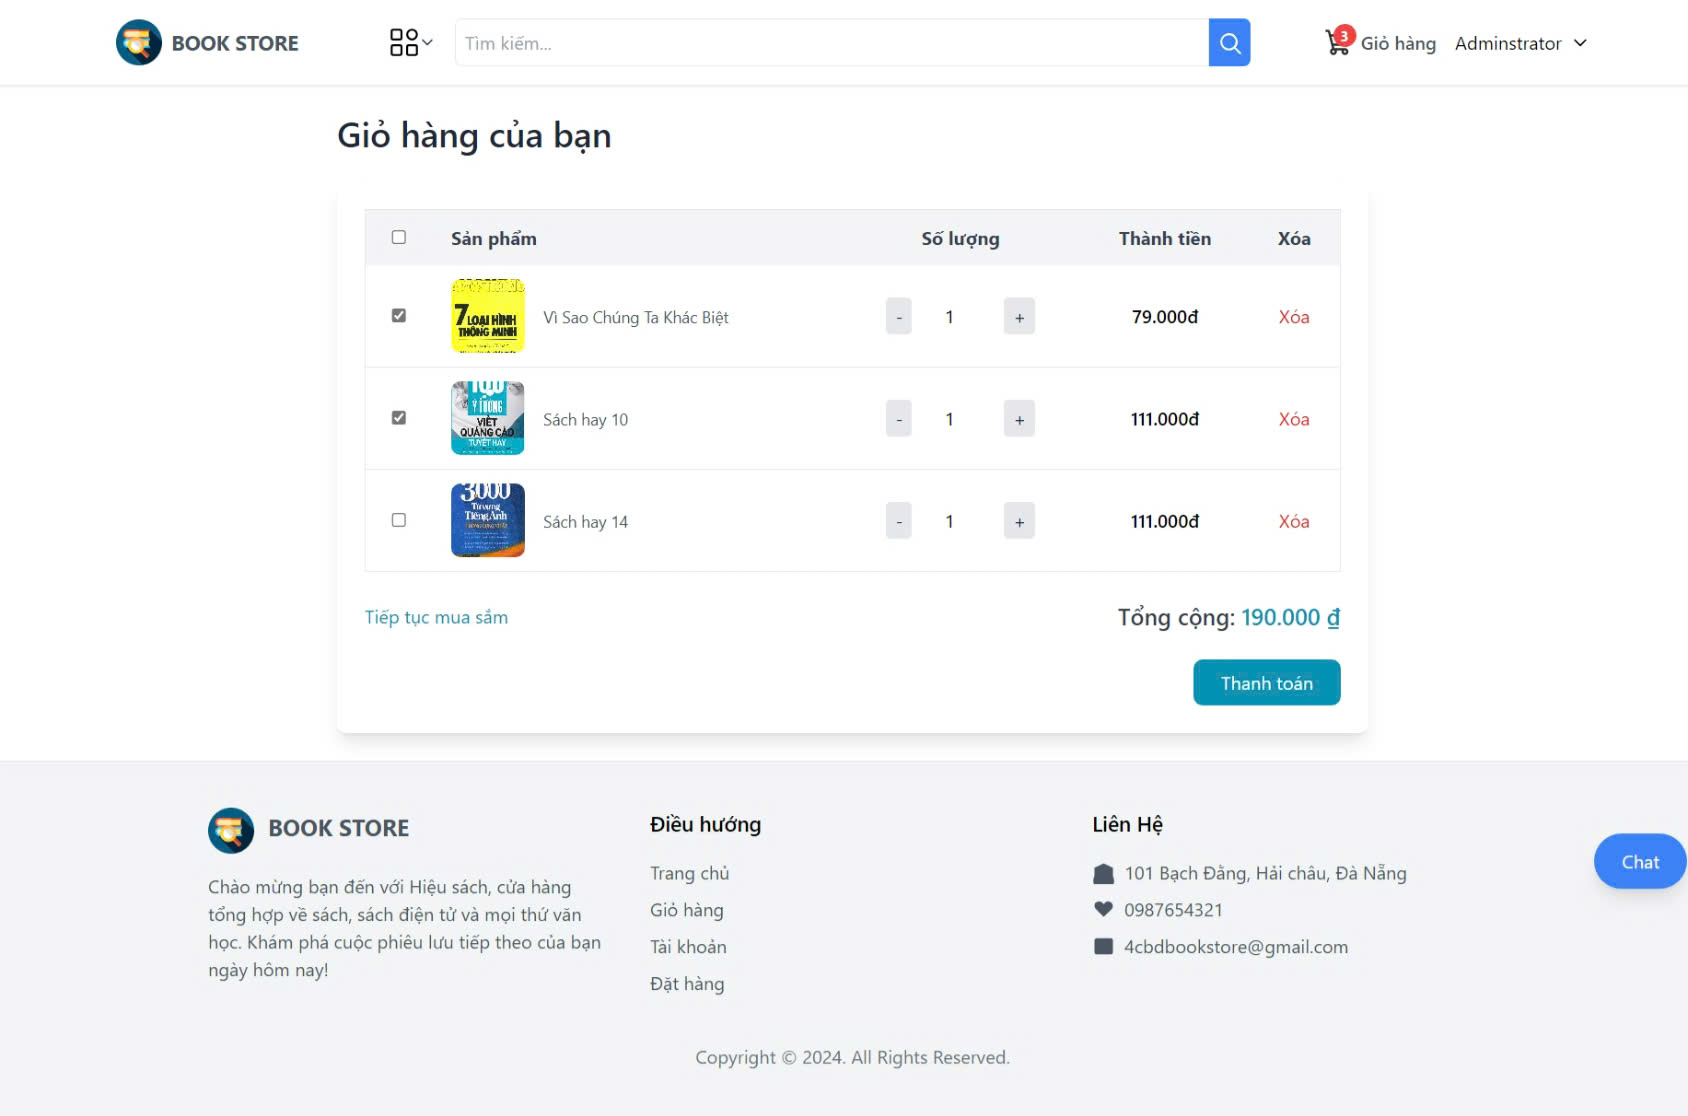 BOOK STORE
Tìm kiếm...
3
Giỏ hàng
Adminstrator
Giỏ hàng của bạn
Sản phẩm
Số lượng
Thành tiền
Xóa
7 LOẠI HÌNH
THÔNG MINH
Vì Sao Chúng Ta Khác Biệt
-
1
+
79.000đ
Xóa
Ý TƯỞNG
VIẾT
QUẢNG CÁO
TUYỆT HAY
Sách hay 10
-
1
+
111.000đ
Xóa
3000
Từ vựng
Tiếng Anh
Sách hay 14
-
1
+
111.000đ
Xóa
Tiếp tục mua sắm
Tổng cộng: 190.000 ₫
Thanh toán
BOOK STORE
Chào mừng bạn đến với Hiệu sách, cửa hàng
tổng hợp về sách, sách điện tử và mọi thứ văn
học. Khám phá cuộc phiêu lưu tiếp theo của bạn
ngày hôm nay!
Điều hướng
Trang chủ
Giỏ hàng
Tài khoản
Đặt hàng
Liên Hệ
101 Bạch Đằng, Hải châu, Đà Nẵng
0987654321
4cbdbookstore@gmail.com
Chat
Copyright © 2024. All Rights Reserved.